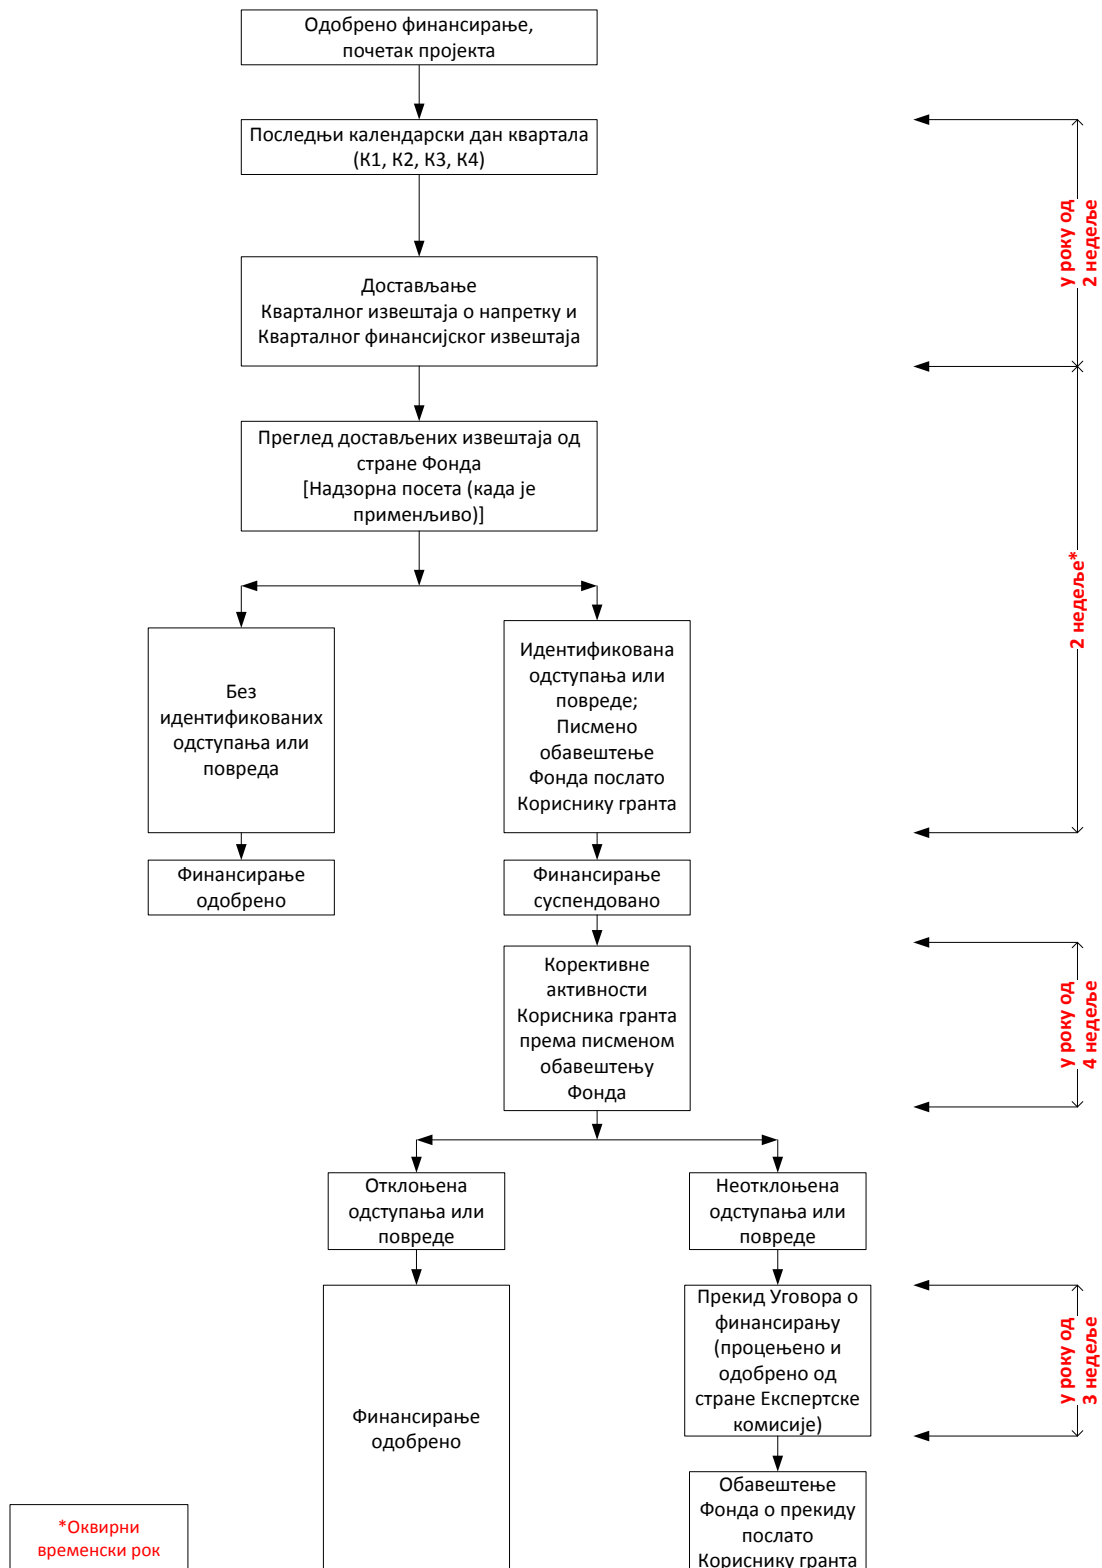 Одобрено финансирање,
почетак пројекта
Последњи календарски дан квартала
(К1, К2, К3, К4)
у року од
2 недеље
Достављање
Кварталног извештаја о напретку и
Кварталног финансијског извештаја
Преглед достављених извештаја од
стране Фонда
[Надзорна посета (када је
применљиво)]
2 недеље*
Без
идентификованих
одступања или
повреда
Идентификована
одступања или
повреде;
Писмено
обавештење
Фонда послато
Кориснику гранта
Финансирање
одобрено
Финансирање
суспендовано
Корективне
активности
Корисника гранта
према писменом
обавештењу
Фонда
у року од
4 недеље
Отклоњена
одступања или
повреде
Неотклоњена
одступања или
повреде
Финансирање
одобрено
Прекид Уговора о
финансирању
(процењено и
одобрено од
стране Експертске
комисије)
у року од
3 недеље
Обавештење
Фонда о прекиду
послато
Кориснику гранта
*Оквирни
временски рок